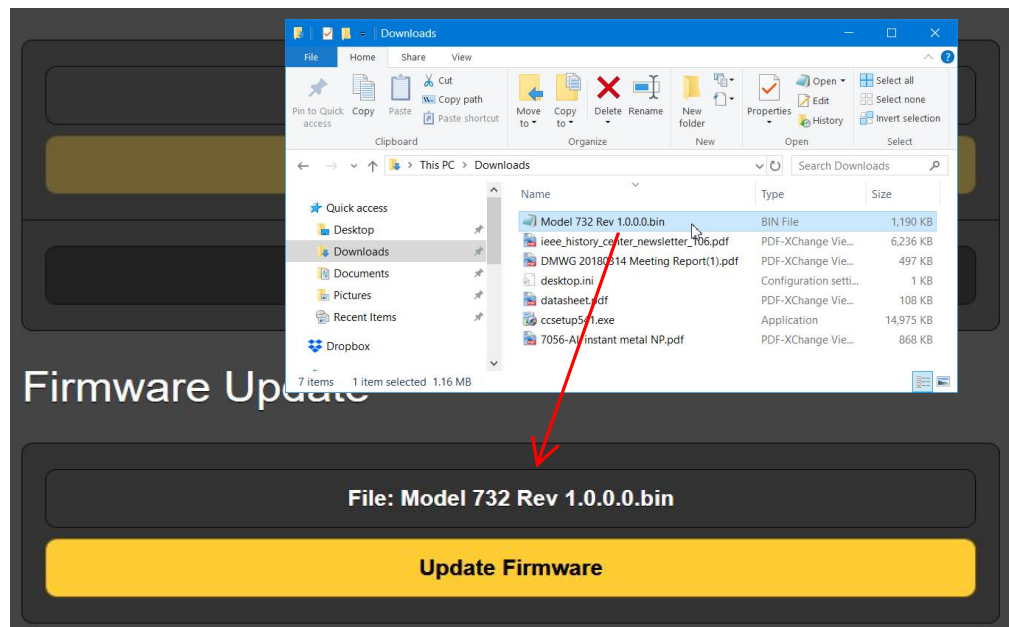 Downloads
File Home Share View
Pin to Quick access
Copy
Paste
Cut
Copy path
Paste shortcut
Move to
Copy to
Delete
Rename
New folder
Properties
Open
Edit
History
Select all
Select none
Invert selection
Clipboard Organize New Open Select
This PC > Downloads
Search Downloads
Quick access
Desktop
Downloads
Documents
Pictures
Recent Items
Dropbox
Name Type Size
Model 732 Rev 1.0.0.0.bin BIN File 1,190 KB
ieee_history_center_newsletter_106.pdf PDF-XChange Vie... 6,236 KB
DMWG 20180314 Meeting Report(1).pdf PDF-XChange Vie... 497 KB
desktop.ini Configuration setti... 1 KB
datasheet.pdf PDF-XChange Vie... 108 KB
ccsetup541.exe Application 14,975 KB
instant metal NP.pdf PDF-XChange Vie... 868 KB
7 items 1 item selected 1.16 MB
Firmware Update
File: Model 732 Rev 1.0.0.0.bin
Update Firmware